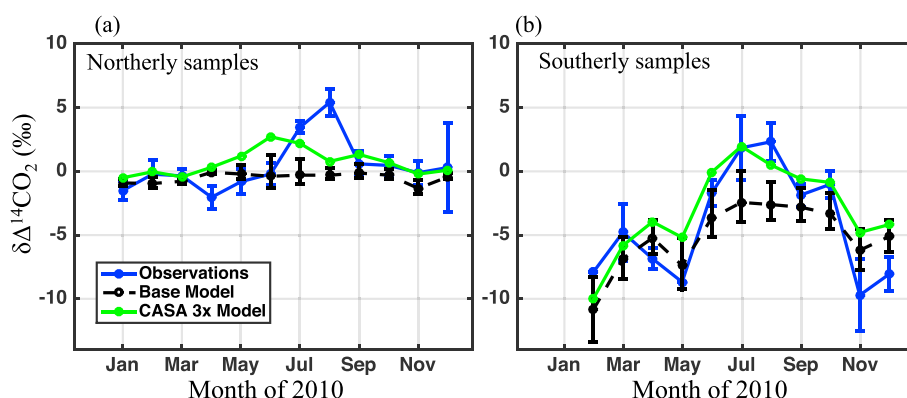 (a)
(b)
Northerly samples
Southerly samples
δΔ¹⁴CO₂ (‰)
10
5
0
-5
-10
10
5
0
-5
-10
Observations
Base Model
CASA 3x Model
Jan Mar May Jul Sep Nov
Jan Mar May Jul Sep Nov
Month of 2010
Month of 2010